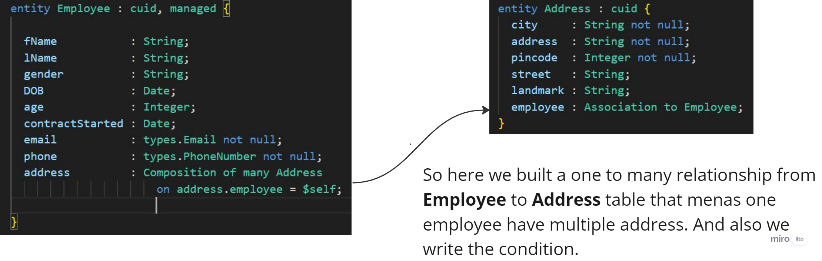 entity Employee : cuid, managed {
fName : String;
lName : String;
gender : String;
DOB : Date;
age : Integer;
contractStarted : Date;
email : types.Email not null;
phone : types.PhoneNumber not null;
address : Composition of many Address
on address.employee = $self;
}
entity Address : cuid {
city : String not null;
address : String not null;
pincode : Integer not null;
street : String;
landmark : String;
employee : Association to Employee;
}
So here we built a one to many relationship from
Employee to Address table that menas one
employee have multiple address. And also we
write the condition.
miro lite